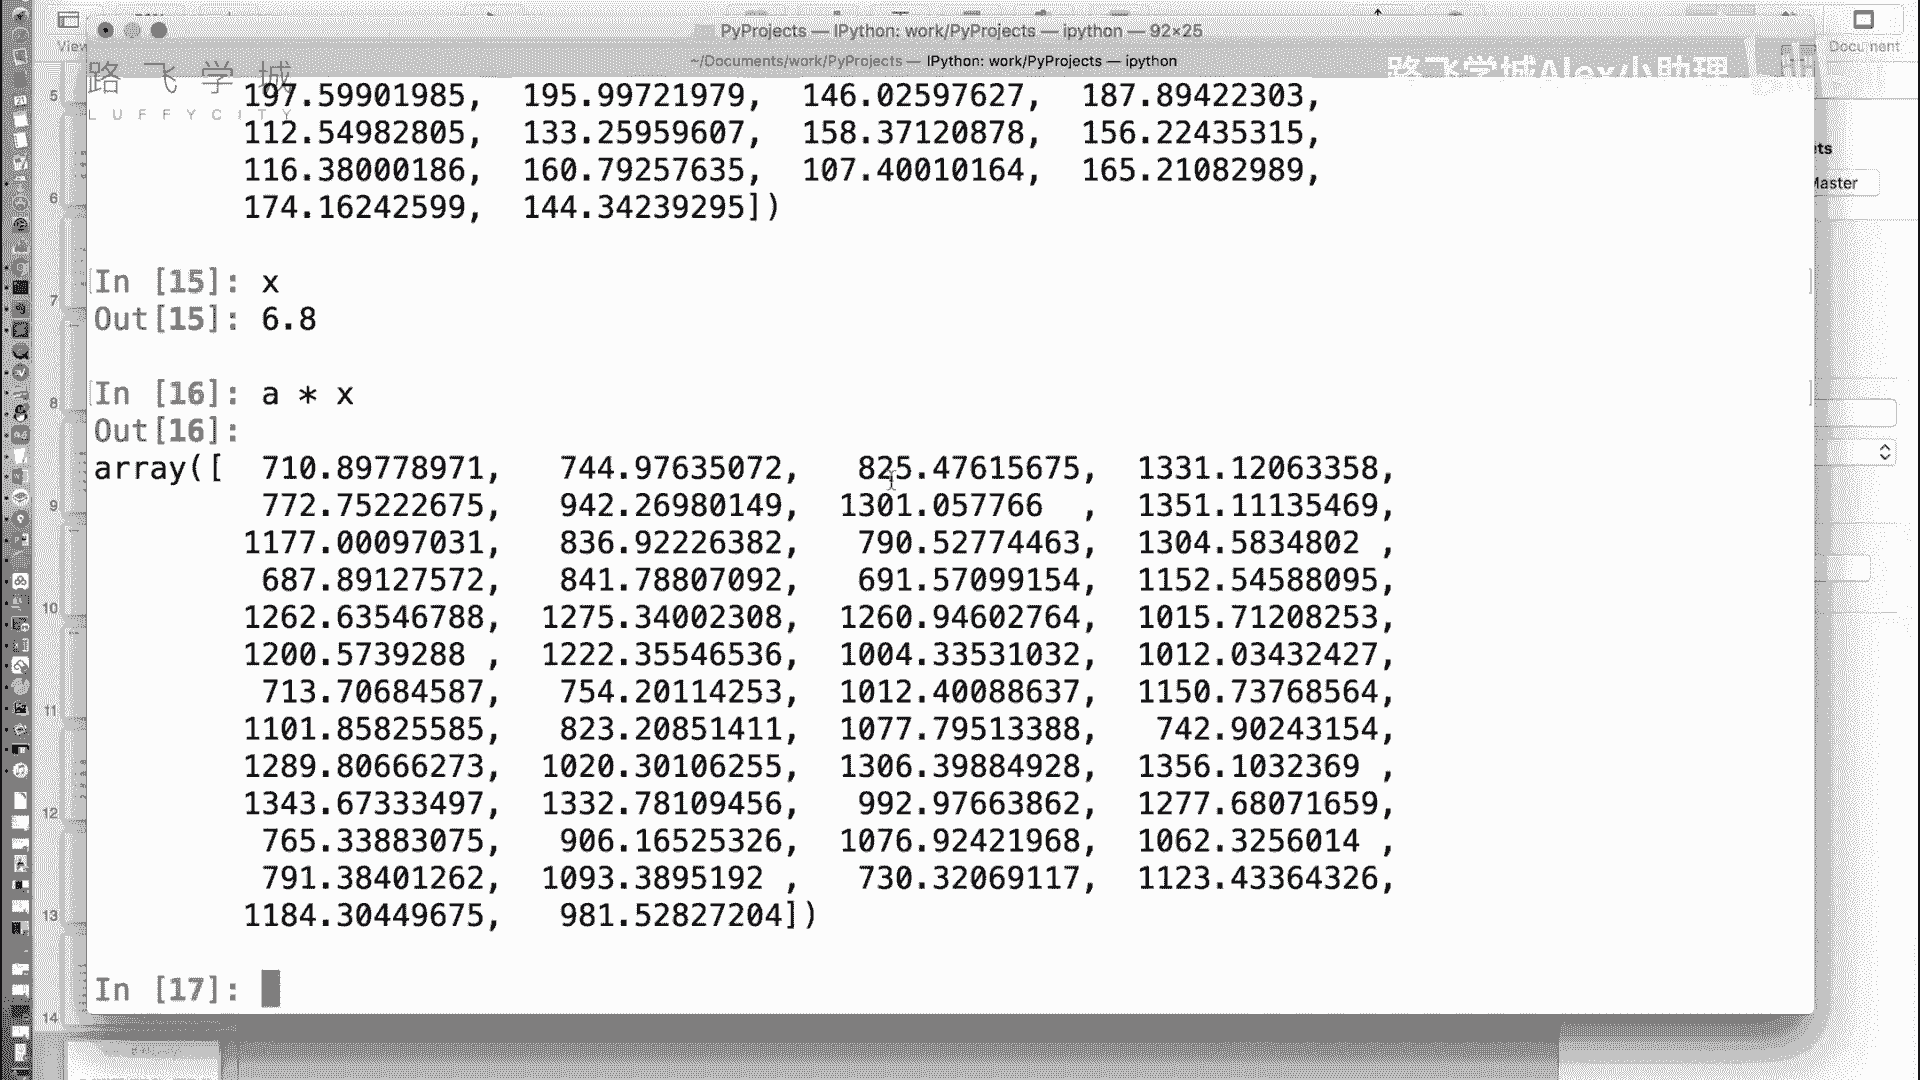 PyProjects — IPython: work/PyProjects — ipython — 92×25
~/Documents/work/PyProjects — IPython: work/PyProjects — ipython
View
Document
路飞学城
LUFFYCITY
路飞学城Alex小助理
Master
197.59901985, 195.99721979, 146.02597627, 187.89422303,
112.54982805, 133.25959607, 158.37120878, 156.22435315,
116.38000186, 160.79257635, 107.40010164, 165.21082989,
174.16242599, 144.34239295])
In [15]: x
Out[15]: 6.8
In [16]: a * x
Out[16]:
array([ 710.89778971, 744.97635072, 825.47615675, 1331.12063358,
772.75222675, 942.26980149, 1301.057766 , 1351.11135469,
1177.00097031, 836.92226382, 790.52774463, 1304.5834802 ,
687.89127572, 841.78807092, 691.57099154, 1152.54588095,
1262.63546788, 1275.34002308, 1260.94602764, 1015.71208253,
1200.5739288 , 1222.35546536, 1004.33531032, 1012.03432427,
713.70684587, 754.20114253, 1012.40088637, 1150.73768564,
1101.85825585, 823.20851411, 1077.79513388, 742.90243154,
1289.80666273, 1020.30106255, 1306.39884928, 1356.1032369 ,
1343.67333497, 1332.78109456, 992.97663862, 1277.68071659,
765.33883075, 906.16525326, 1076.92421968, 1062.3256014 ,
791.38401262, 1093.3895192 , 730.32069117, 1123.43364326,
1184.30449675, 981.52827204])
In [17]:
5
6
7
8
9
10
11
12
13
14